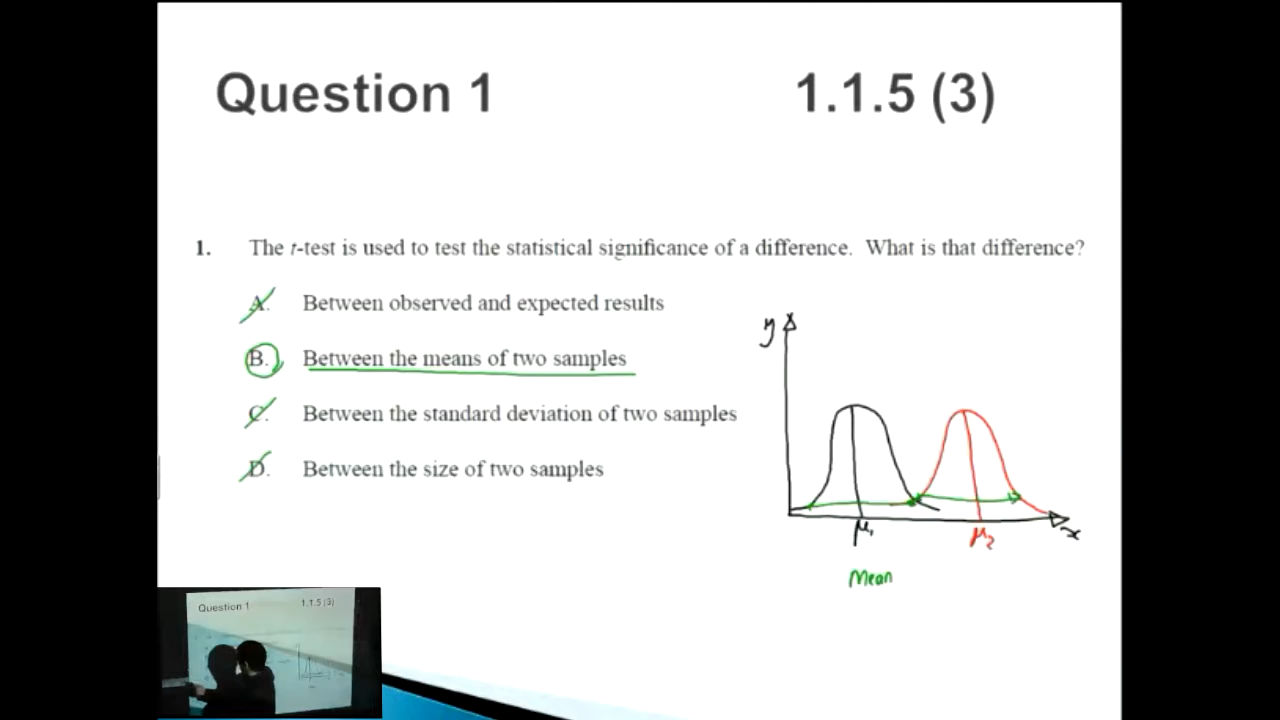 Question 1 1.1.5 (3)
1. The t-test is used to test the statistical significance of a difference. What is that difference?
A. Between observed and expected results
B. Between the means of two samples
C. Between the standard deviation of two samples
D. Between the size of two samples
y
μ₁ μ₂ x
Mean
Question 1 1.1.5 (3)